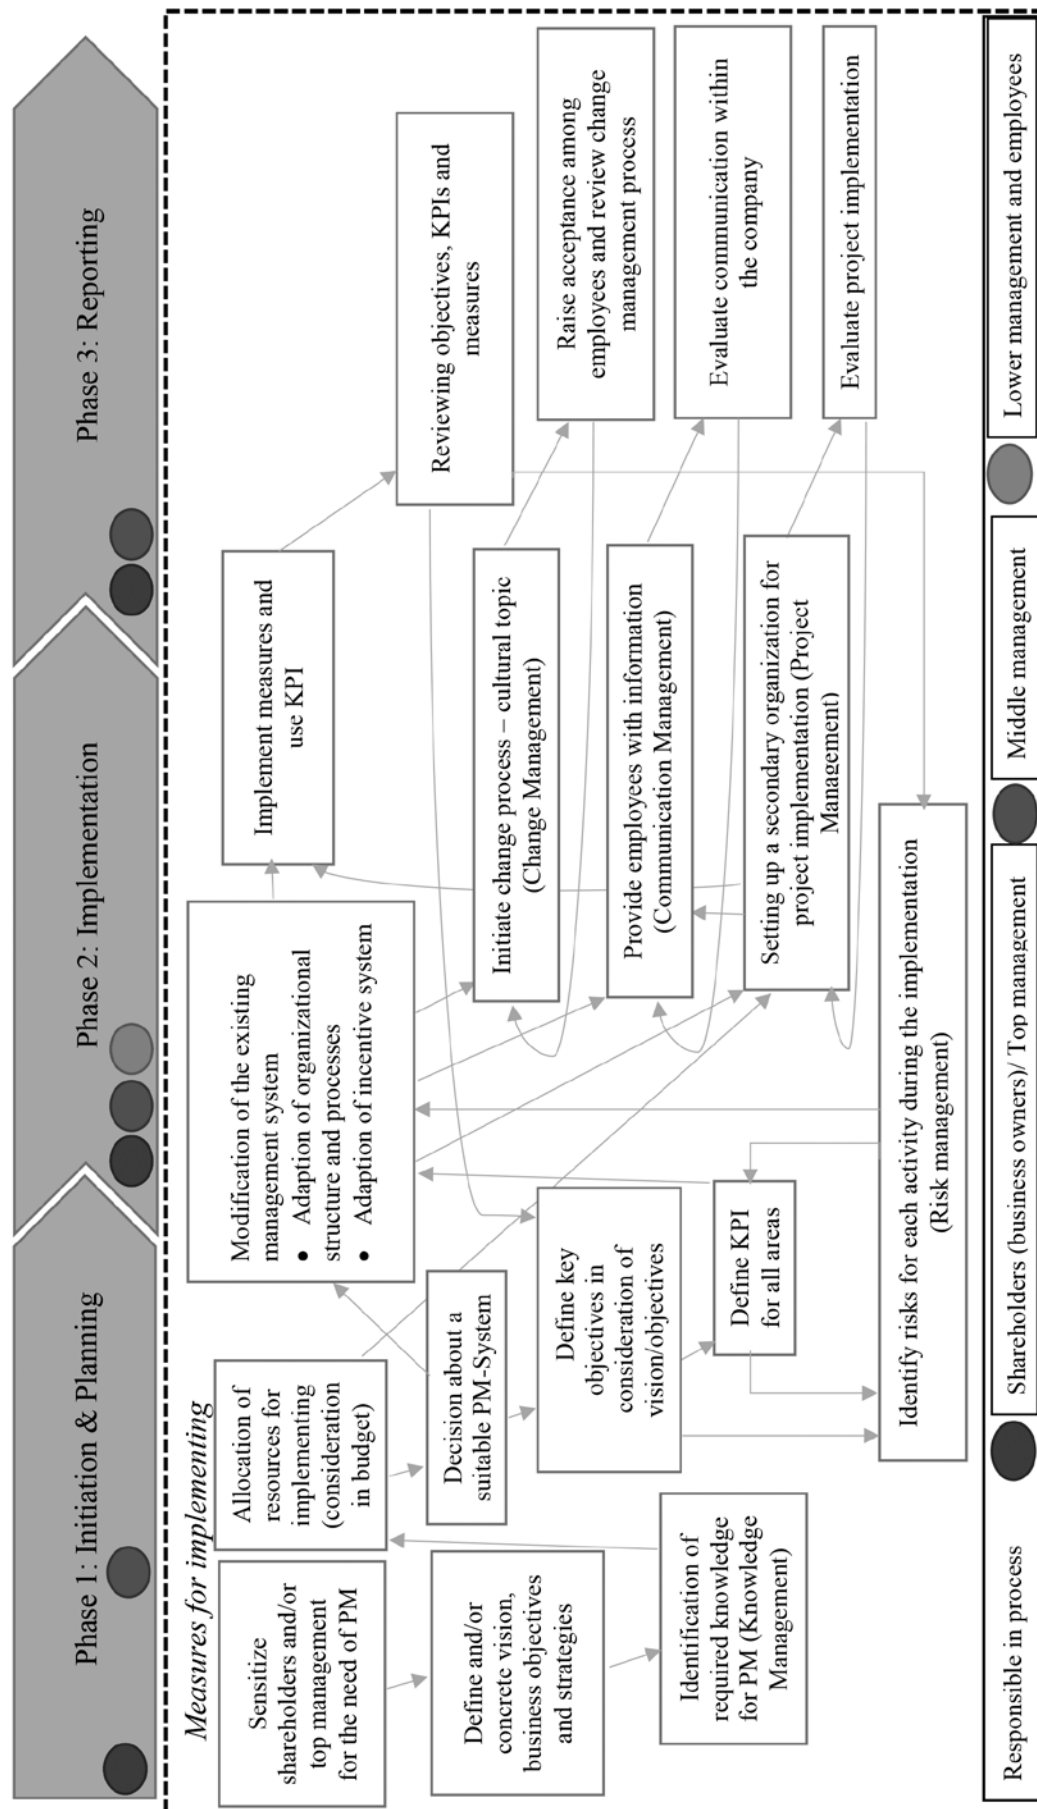 Phase 1: Initiation & Planning
Phase 2: Implementation
Phase 3: Reporting
Measures for implementing
Sensitize
shareholders and/or
top management
for the need of PM
Define and/or
concrete vision,
business objectives
and strategies
Identification of
required knowledge
for PM (Knowledge
Management)
Allocation of
resources for
implementing
(consideration
in budget)
Decision about a
suitable PM-System
Define key
objectives in
consideration of
vision/objectives
Define KPI
for all areas
Modification of the existing
management system
• Adaption of organizational
structure and processes
• Adaption of incentive system
Implement measures and
use KPI
Initiate change process – cultural topic
(Change Management)
Provide employees with information
(Communication Management)
Setting up a secondary organization for
project implementation (Project
Management)
Identify risks for each activity during the implementation
(Risk management)
Reviewing objectives, KPIs and
measures
Raise acceptance among
employees and review change
management process
Evaluate communication within
the company
Evaluate project implementation
Responsible in process
Shareholders (business owners)/ Top management
Middle management
Lower management and employees